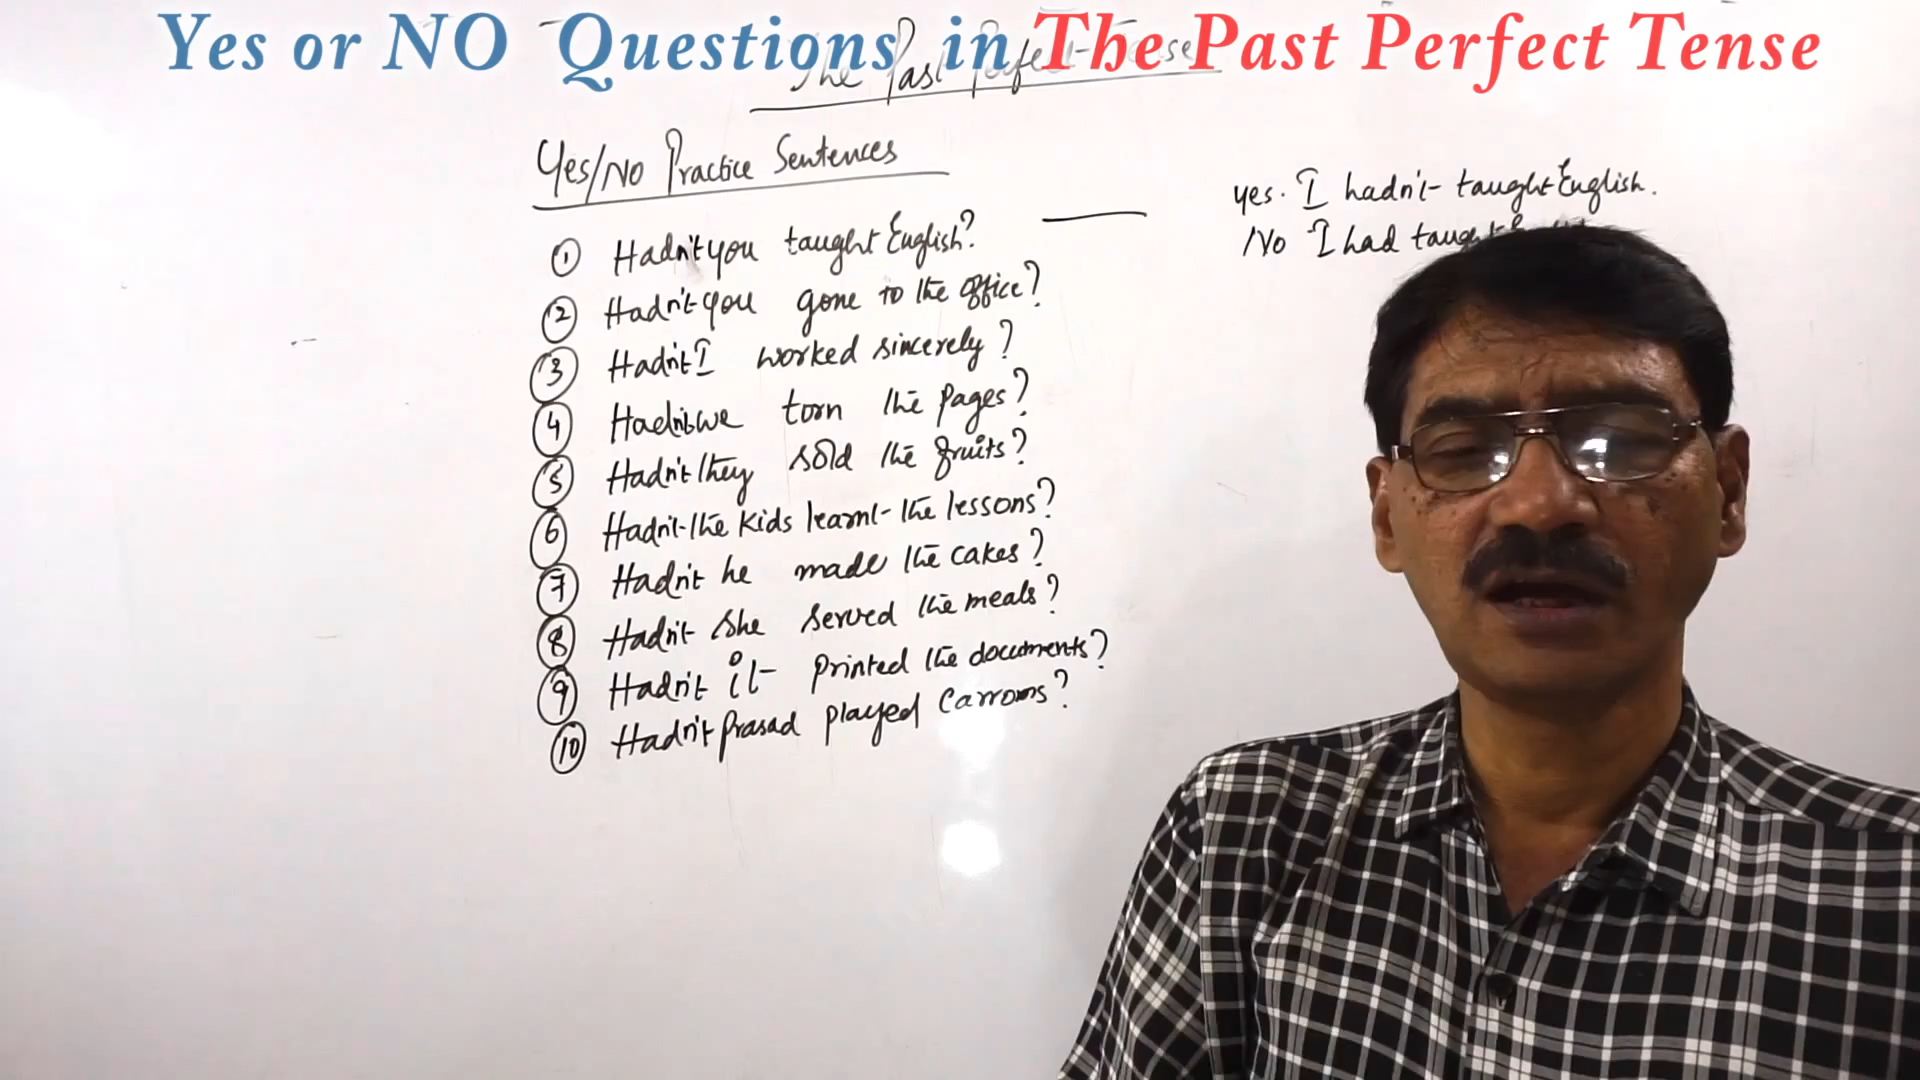 Yes or NO Questions in The Past Perfect Tense
The Past Perfect Tense
Yes/No Practice Sentences
yes. I hadn't taught English.
No I had taught
1 Hadn't you taught English?
2 Hadn't you gone to the office?
3 Hadn't I worked sincerely?
4 Hadn't we torn the pages?
5 Hadn't they sold the fruits?
6 Hadn't the kids learnt the lessons?
7 Hadn't he made the cakes?
8 Hadn't she served the meals?
9 Hadn't it printed the documents?
10 Hadn't prasad played Carroms?